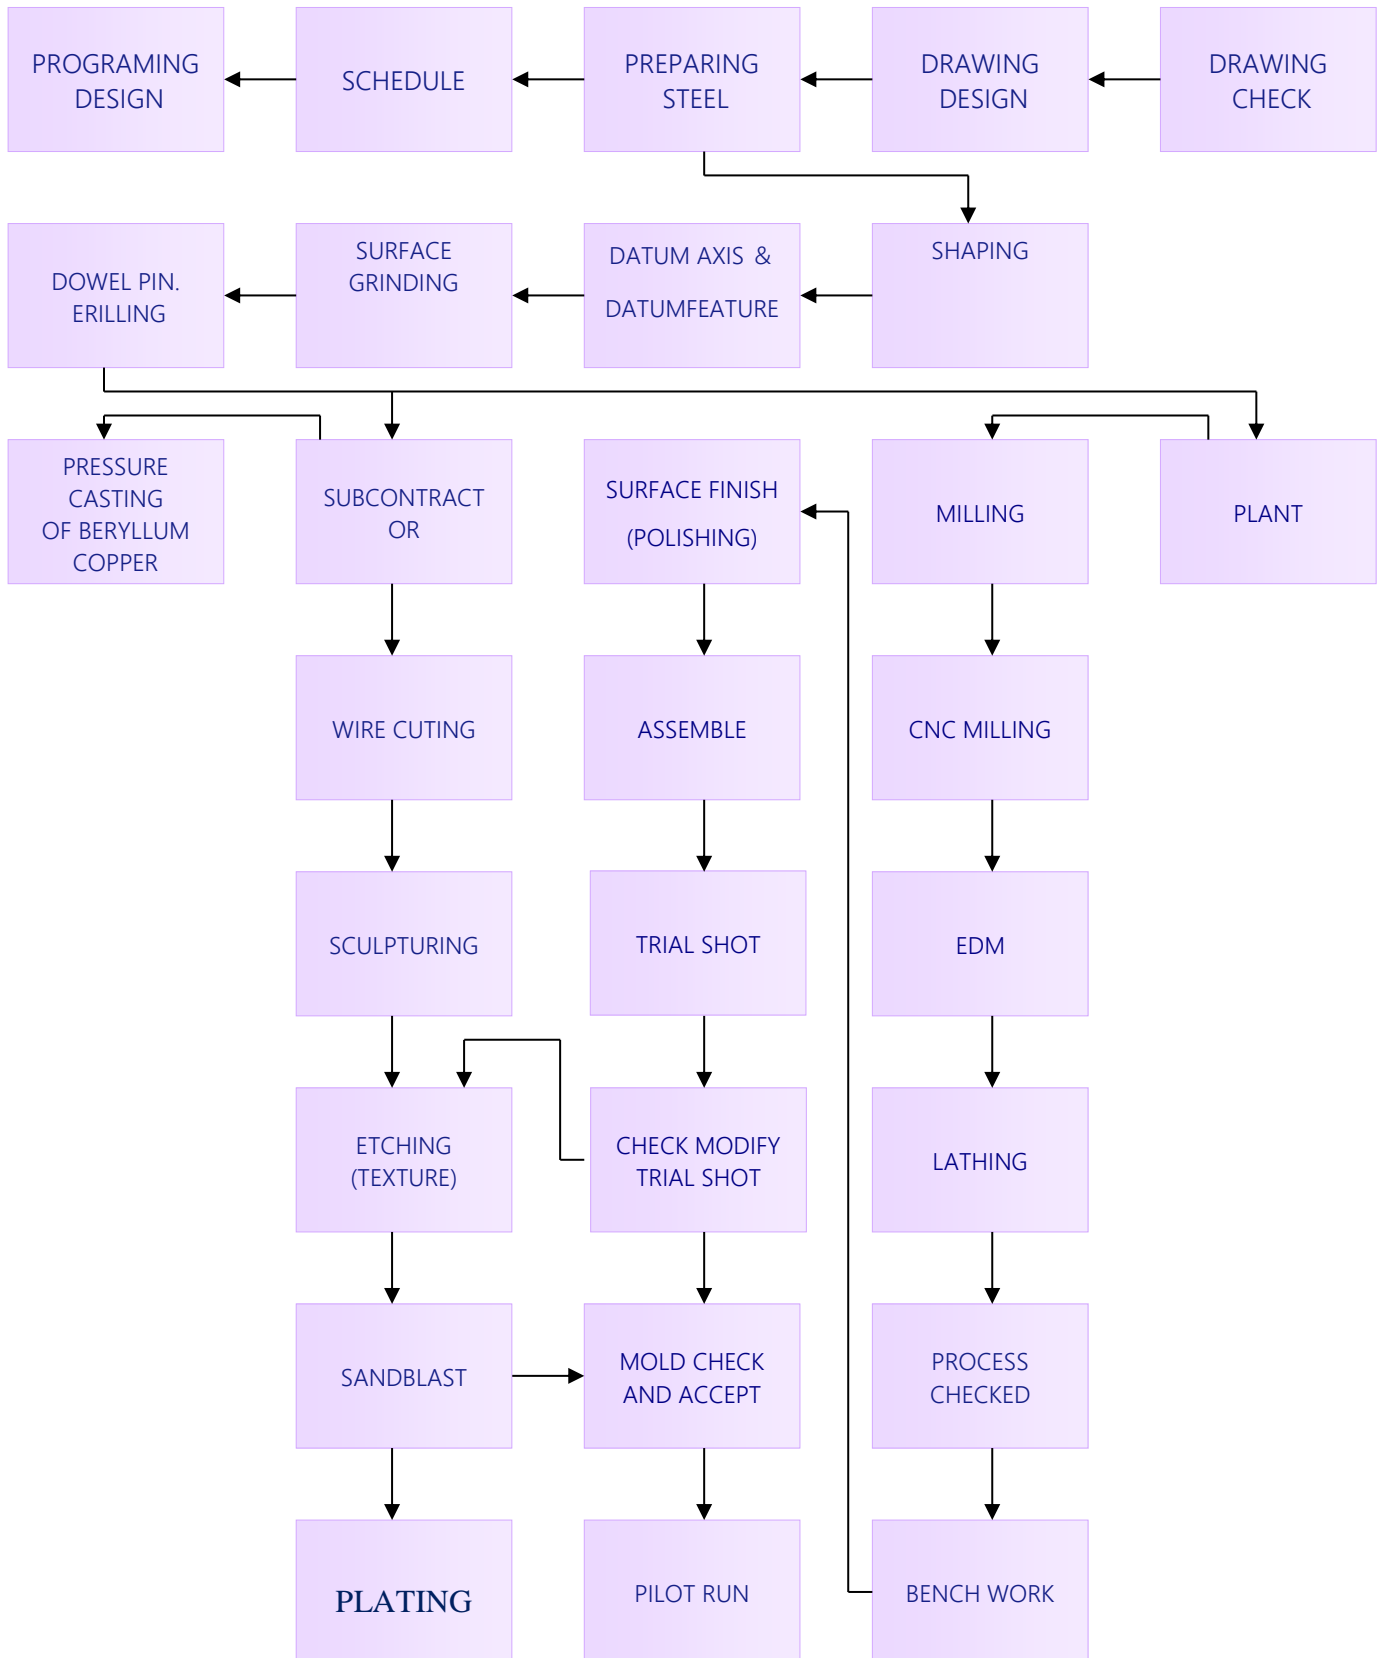 PROGRAMING
DESIGN
SCHEDULE
PREPARING
STEEL
DRAWING
DESIGN
DRAWING
CHECK
DOWEL PIN.
ERILLING
SURFACE
GRINDING
DATUM AXIS &
DATUMFEATURE
SHAPING
PRESSURE
CASTING
OF BERYLLUM
COPPER
SUBCONTRACT
OR
SURFACE FINISH
(POLISHING)
MILLING
PLANT
WIRE CUTING
ASSEMBLE
CNC MILLING
SCULPTURING
TRIAL SHOT
EDM
ETCHING
(TEXTURE)
CHECK MODIFY
TRIAL SHOT
LATHING
SANDBLAST
MOLD CHECK
AND ACCEPT
PROCESS
CHECKED
PLATING
PILOT RUN
BENCH WORK